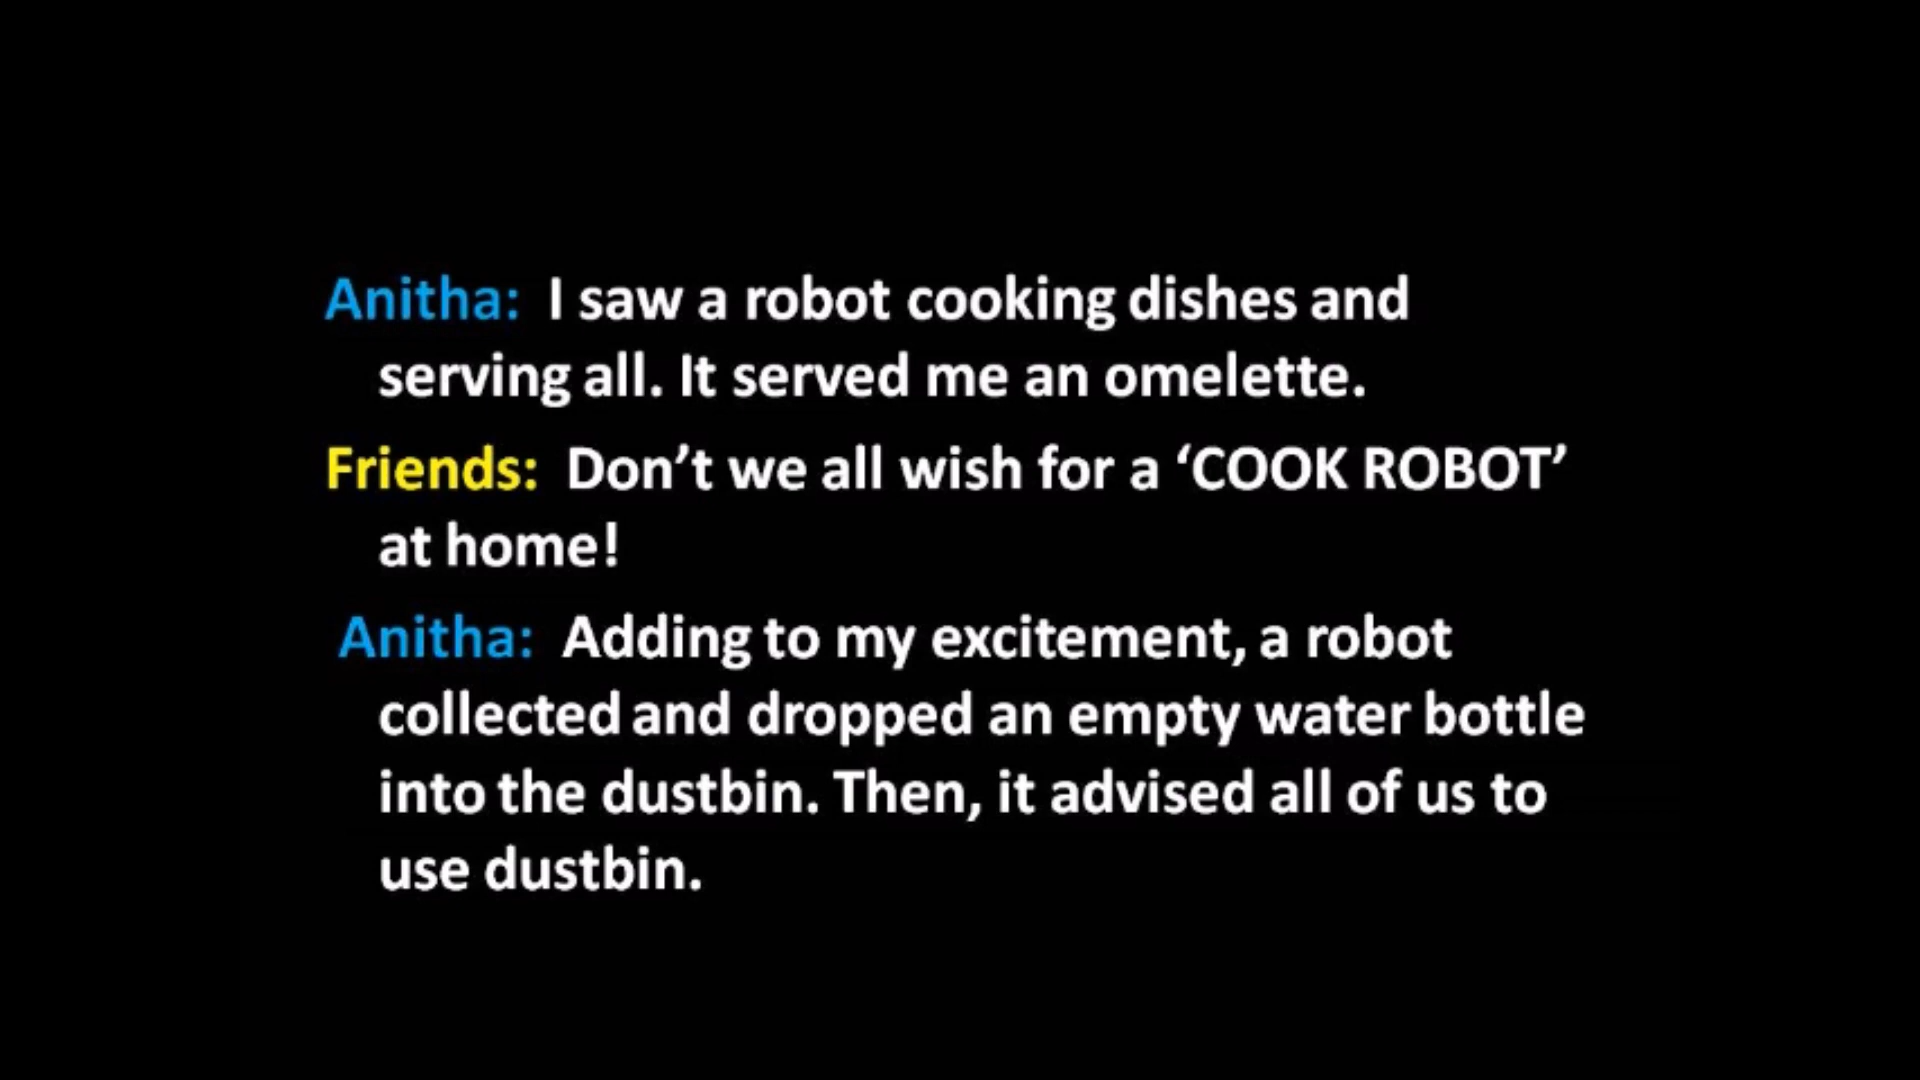 Anitha: I saw a robot cooking dishes and
serving all. It served me an omelette.
Friends: Don’t we all wish for a ‘COOK ROBOT’
at home!
Anitha: Adding to my excitement, a robot
collected and dropped an empty water bottle
into the dustbin. Then, it advised all of us to
use dustbin.